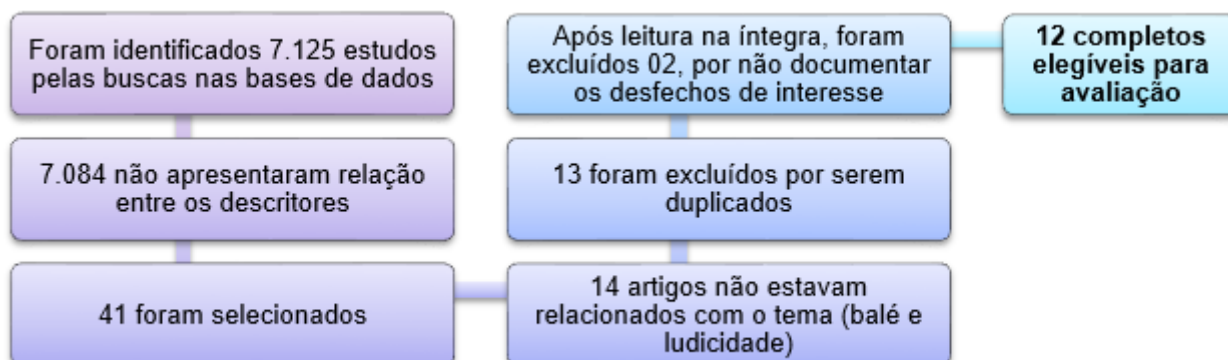 Foram identificados 7.125 estudos
pelas buscas nas bases de dados
7.084 não apresentaram relação
entre os descritores
41 foram selecionados
14 artigos não estavam
relacionados com o tema (balé e
ludicidade)
13 foram excluídos por serem
duplicados
Após leitura na íntegra, foram
excluídos 02, por não documentar
os desfechos de interesse
12 completos
elegíveis para
avaliação